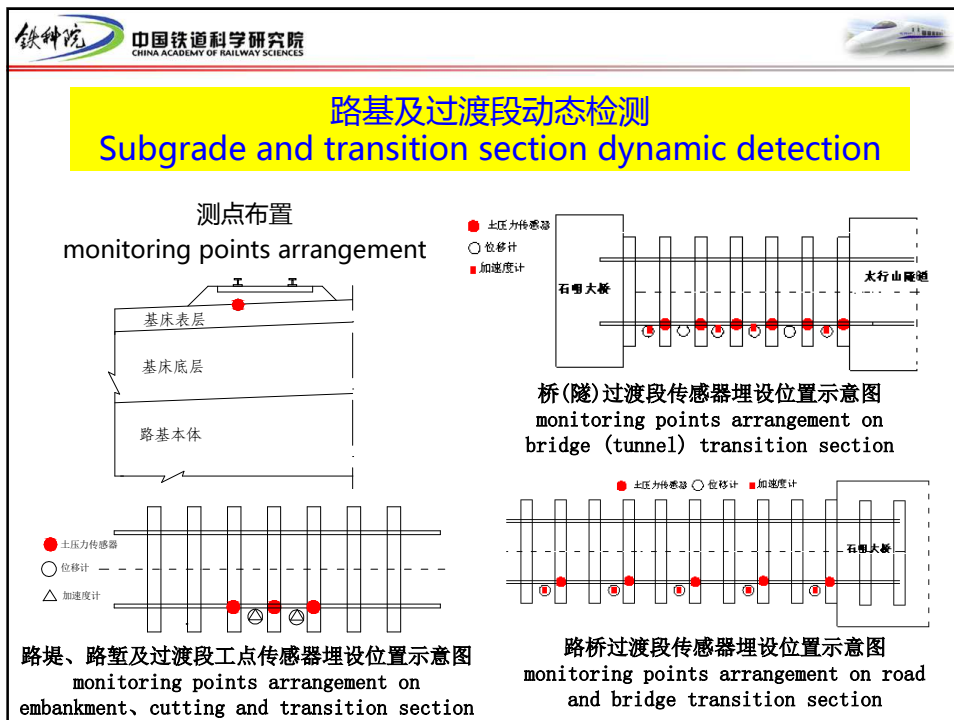 铁科院
中国铁道科学研究院
CHINA ACADEMY OF RAILWAY SCIENCES
路基及过渡段动态检测
Subgrade and transition section dynamic detection
测点布置
monitoring points arrangement
基床表层
基床底层
路基本体
土压力传感器
位移计
加速度计
石明大桥
太行山隧道
桥(隧)过渡段传感器埋设位置示意图
monitoring points arrangement on
bridge (tunnel) transition section
土压力传感器
位移计
加速度计
路堤、路堑及过渡段工点传感器埋设位置示意图
monitoring points arrangement on
embankment、cutting and transition section
土压力传感器 位移计 加速度计
石明大桥
路桥过渡段传感器埋设位置示意图
monitoring points arrangement on road
and bridge transition section